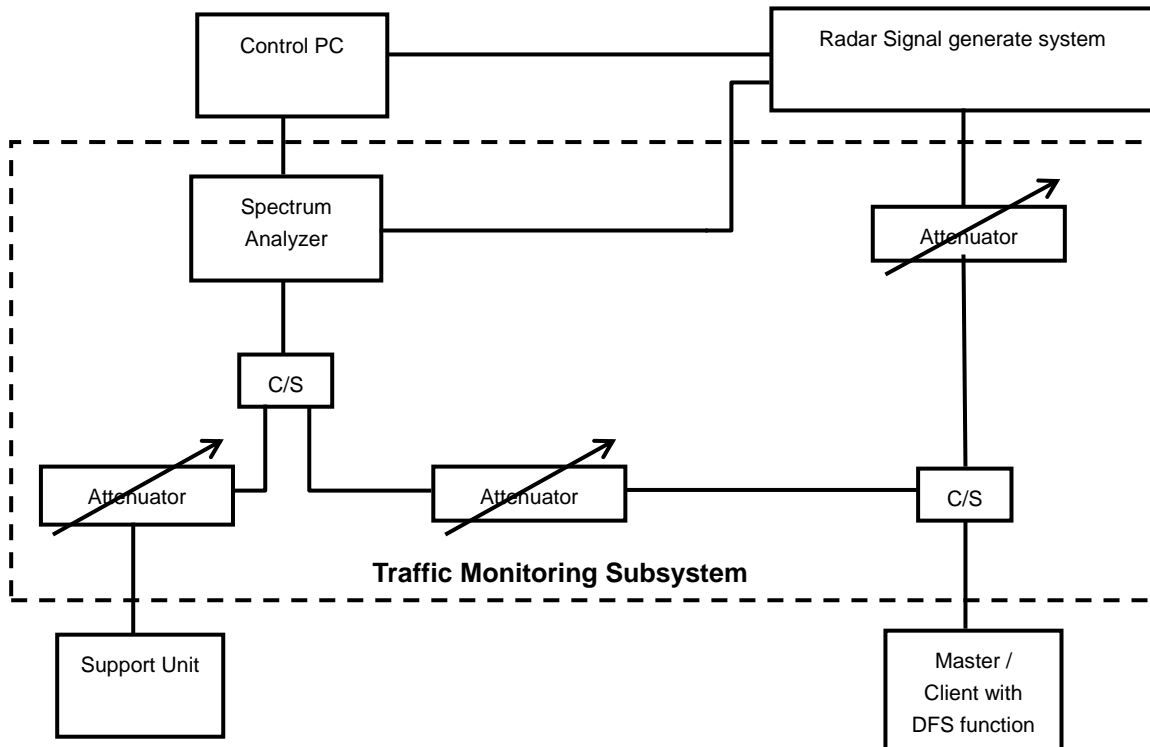 Control PC
Radar Signal generate system
Spectrum
Analyzer
Attenuator
C/S
Attenuator
Attenuator
C/S
Traffic Monitoring Subsystem
Support Unit
Master /
Client with
DFS function